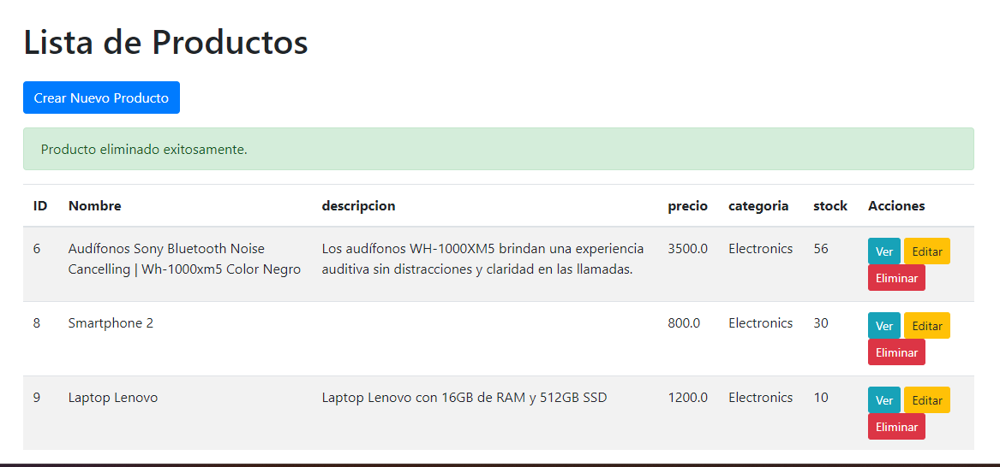 Lista de Productos
Crear Nuevo Producto
Producto eliminado exitosamente.
ID Nombre descripcion precio categoria stock Acciones
6 Audífonos Sony Bluetooth Noise Los audífonos WH-1000XM5 brindan una experiencia 3500.0 Electronics 56 Ver Editar
Cancelling | Wh-1000xm5 Color Negro auditiva sin distracciones y claridad en las llamadas. Eliminar
8 Smartphone 2 800.0 Electronics 30 Ver Editar
Eliminar
9 Laptop Lenovo Laptop Lenovo con 16GB de RAM y 512GB SSD 1200.0 Electronics 10 Ver Editar
Eliminar